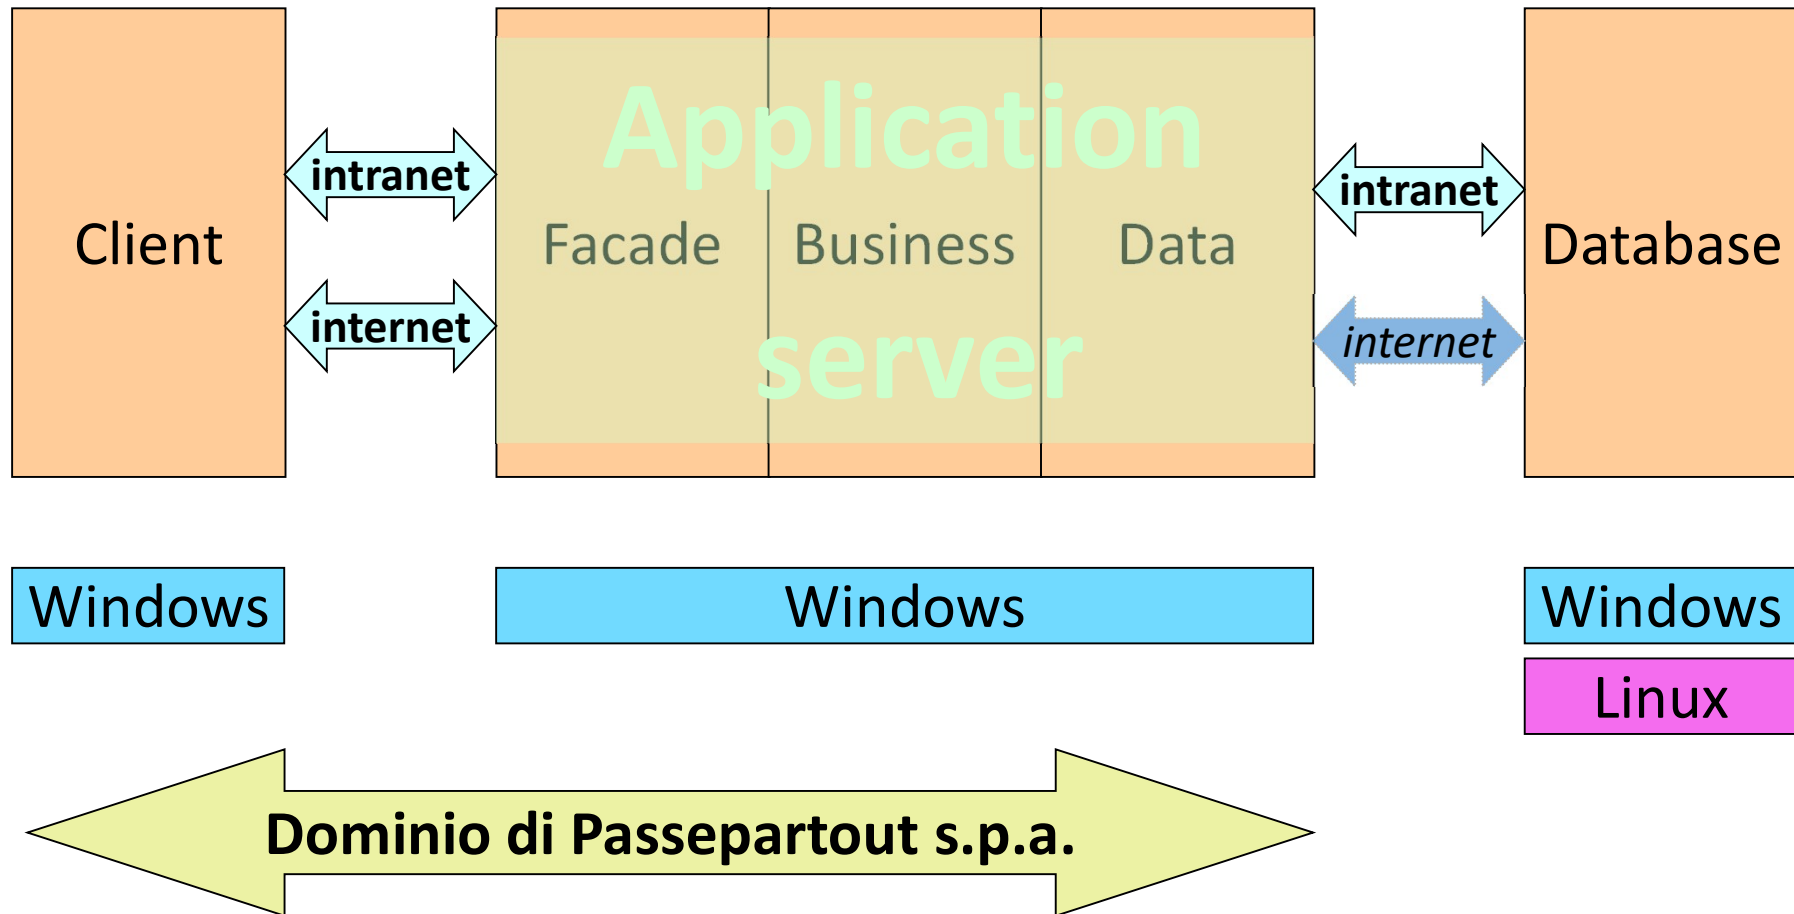 Application
server
Client
intranet
internet
Facade
Business
Data
intranet
internet
Database
Windows
Windows
Windows
Linux
Dominio di Passepartout s.p.a.